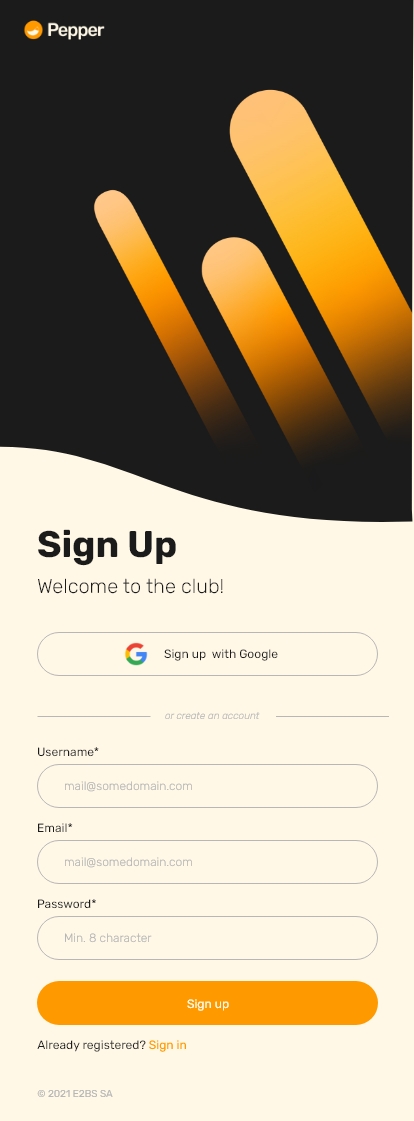 Pepper
Sign Up
Welcome to the club!
Sign up with Google
or create an account
Username*
mail@somedomain.com
Email*
mail@somedomain.com
Password*
Min. 8 character
Sign up
Already registered? Sign in
© 2021 E2BS SA